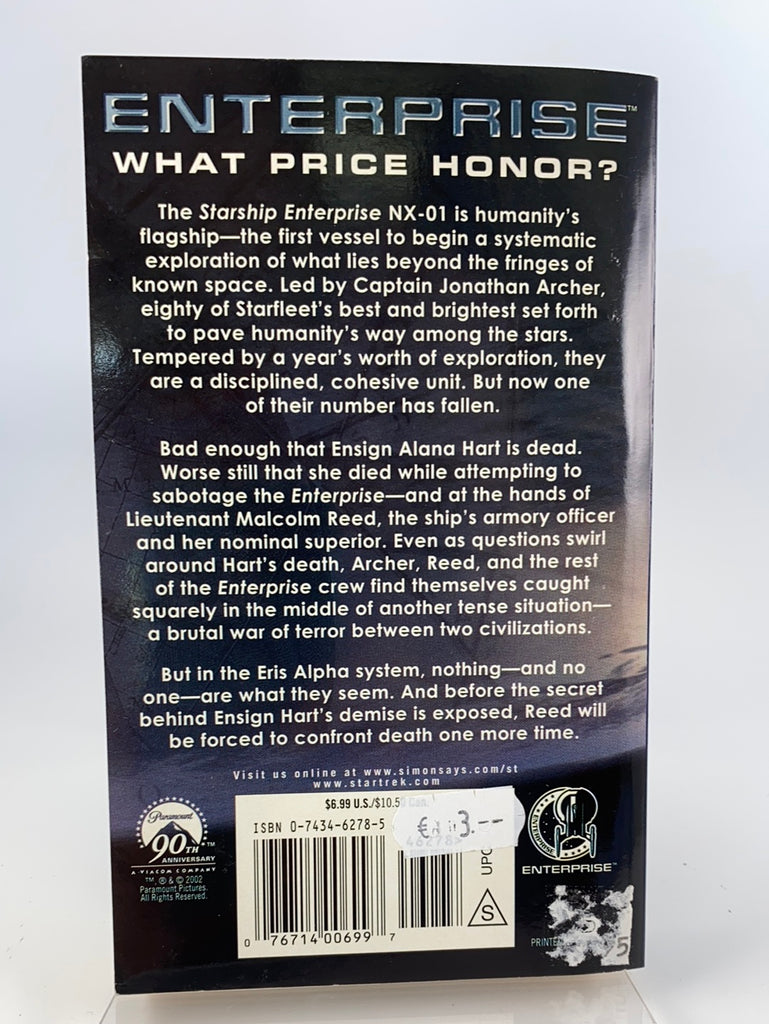 ENTERPRISE™
WHAT PRICE HONOR?
The Starship Enterprise NX-01 is humanity's
flagship—the first vessel to begin a systematic
exploration of what lies beyond the fringes of
known space. Led by Captain Jonathan Archer,
eighty of Starfleet's best and brightest set forth
to pave humanity's way among the stars.
Tempered by a year's worth of exploration, they
are a disciplined, cohesive unit. But now one
of their number has fallen.
Bad enough that Ensign Alana Hart is dead.
Worse still that she died while attempting to
sabotage the Enterprise—and at the hands of
Lieutenant Malcolm Reed, the ship's armory officer
and her nominal superior. Even as questions swirl
around Hart's death, Archer, Reed, and the rest
of the Enterprise crew find themselves caught
squarely in the middle of another tense situation—
a brutal war of terror between two civilizations.
But in the Eris Alpha system, nothing—and no
one—are what they seem. And before the secret
behind Ensign Hart's demise is exposed, Reed will
be forced to confront death one more time.
Visit us online at www.simonsays.com/st
www.startrek.com
$6.99 U.S./$10.50 Can.
ISBN 0-7434-6278-5
€ 3.--
46278
UPC
S
0 76714 00699 7
Paramount
90TH ™
ANNIVERSARY
A VIACOM COMPANY
™, ® & © 2002
Paramount Pictures.
All Rights Reserved.
ENTERPRISE
ENTERPRISE™
5